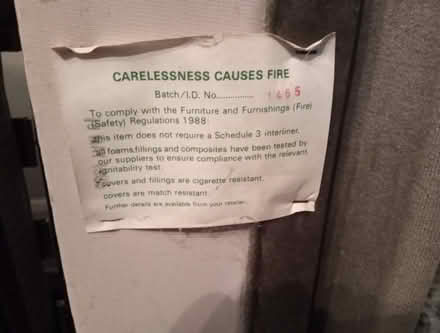 CARELESSNESS CAUSES FIRE
Batch/I.D. No.............. 1465
To comply with the Furniture and Furnishings (Fire)
(Safety) Regulations 1988:
this item does not require a Schedule 3 interliner.
all foams,fillings and composites have been tested by
our suppliers to ensure compliance with the relevant
ignitability test.
covers and fillings are cigarette resistant.
covers are match resistant.
Further details are available from your retailer.